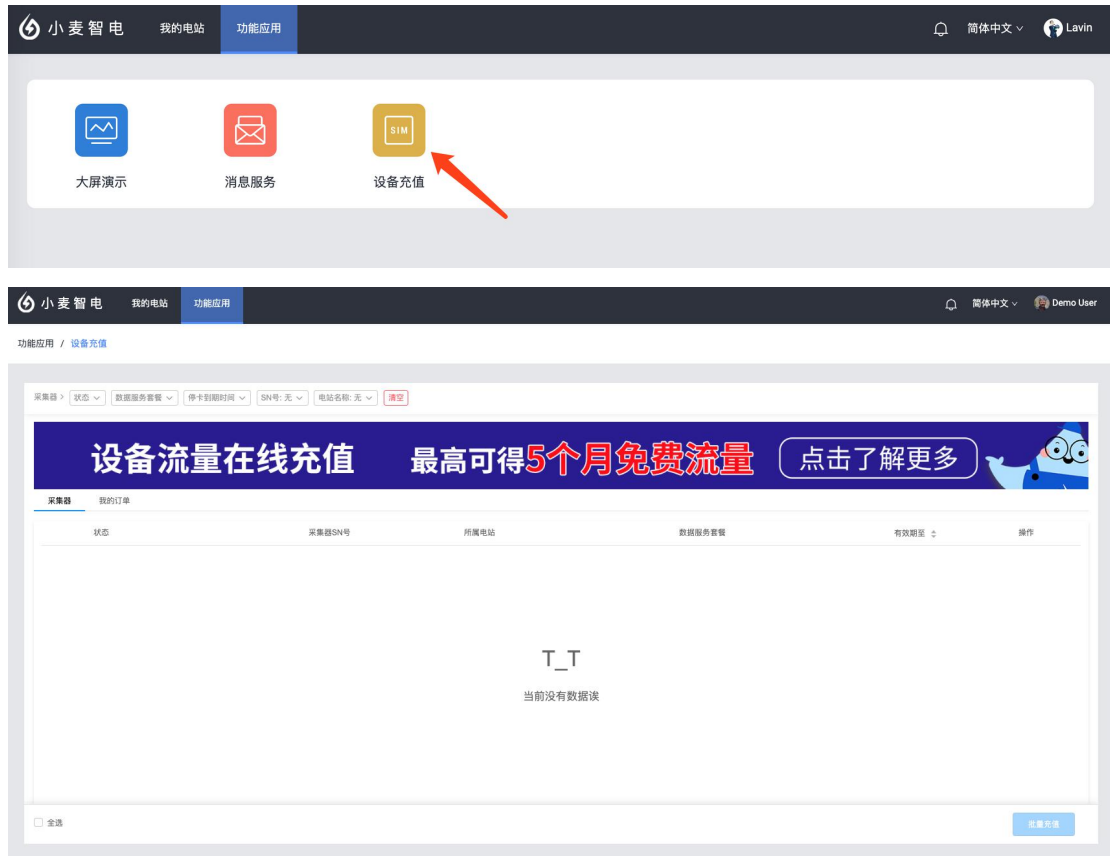 小麦智电 我的电站 功能应用 简体中文 Lavin
SIM
大屏演示 消息服务 设备充值
小麦智电 我的电站 功能应用 简体中文 Demo User
功能应用 / 设备充值
采集器 > 状态 数据服务套餐 停卡到期时间 SN号: 无 电站名称: 无 清空
设备流量在线充值 最高可得5个月免费流量 点击了解更多
采集器 我的订单
状态 采集器SN号 所属电站 数据服务套餐 有效期至 操作
T_T
当前没有数据诶
全选 批量充值